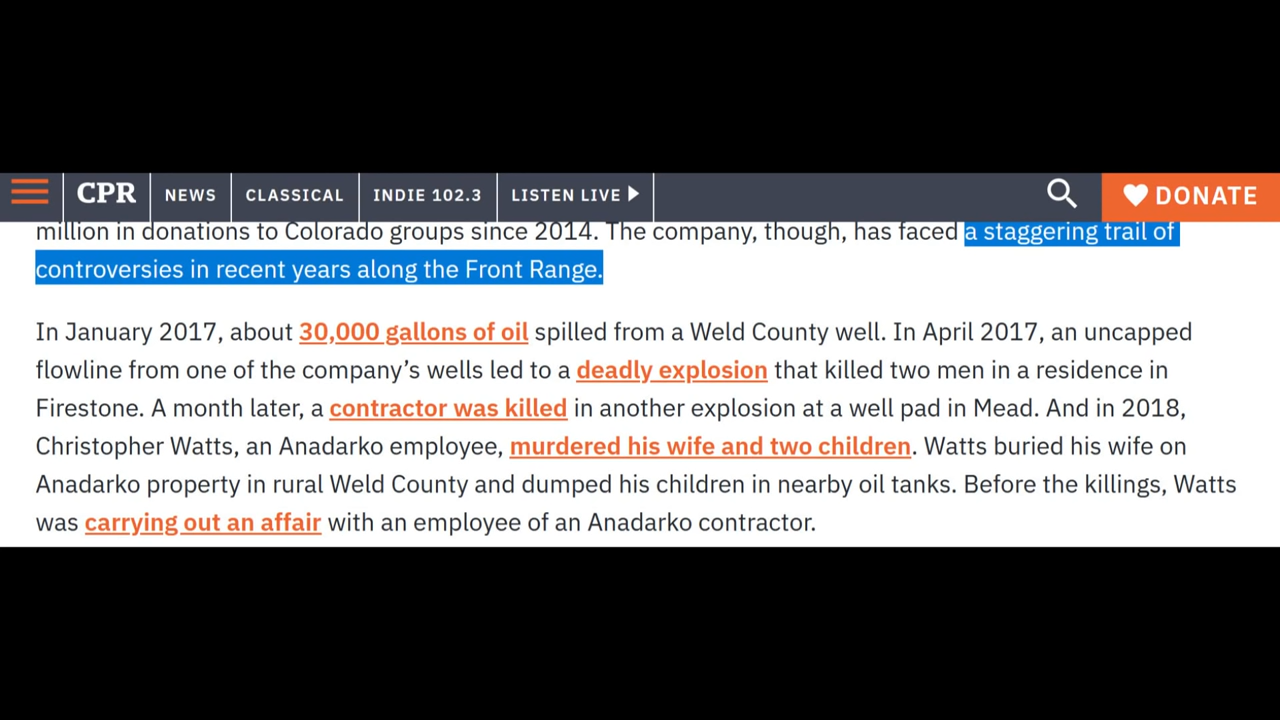 CPR NEWS CLASSICAL INDIE 102.3 LISTEN LIVE DONATE
million in donations to Colorado groups since 2014. The company, though, has faced a staggering trail of
controversies in recent years along the Front Range.
In January 2017, about 30,000 gallons of oil spilled from a Weld County well. In April 2017, an uncapped
flowline from one of the company’s wells led to a deadly explosion that killed two men in a residence in
Firestone. A month later, a contractor was killed in another explosion at a well pad in Mead. And in 2018,
Christopher Watts, an Anadarko employee, murdered his wife and two children. Watts buried his wife on
Anadarko property in rural Weld County and dumped his children in nearby oil tanks. Before the killings, Watts
was carrying out an affair with an employee of an Anadarko contractor.